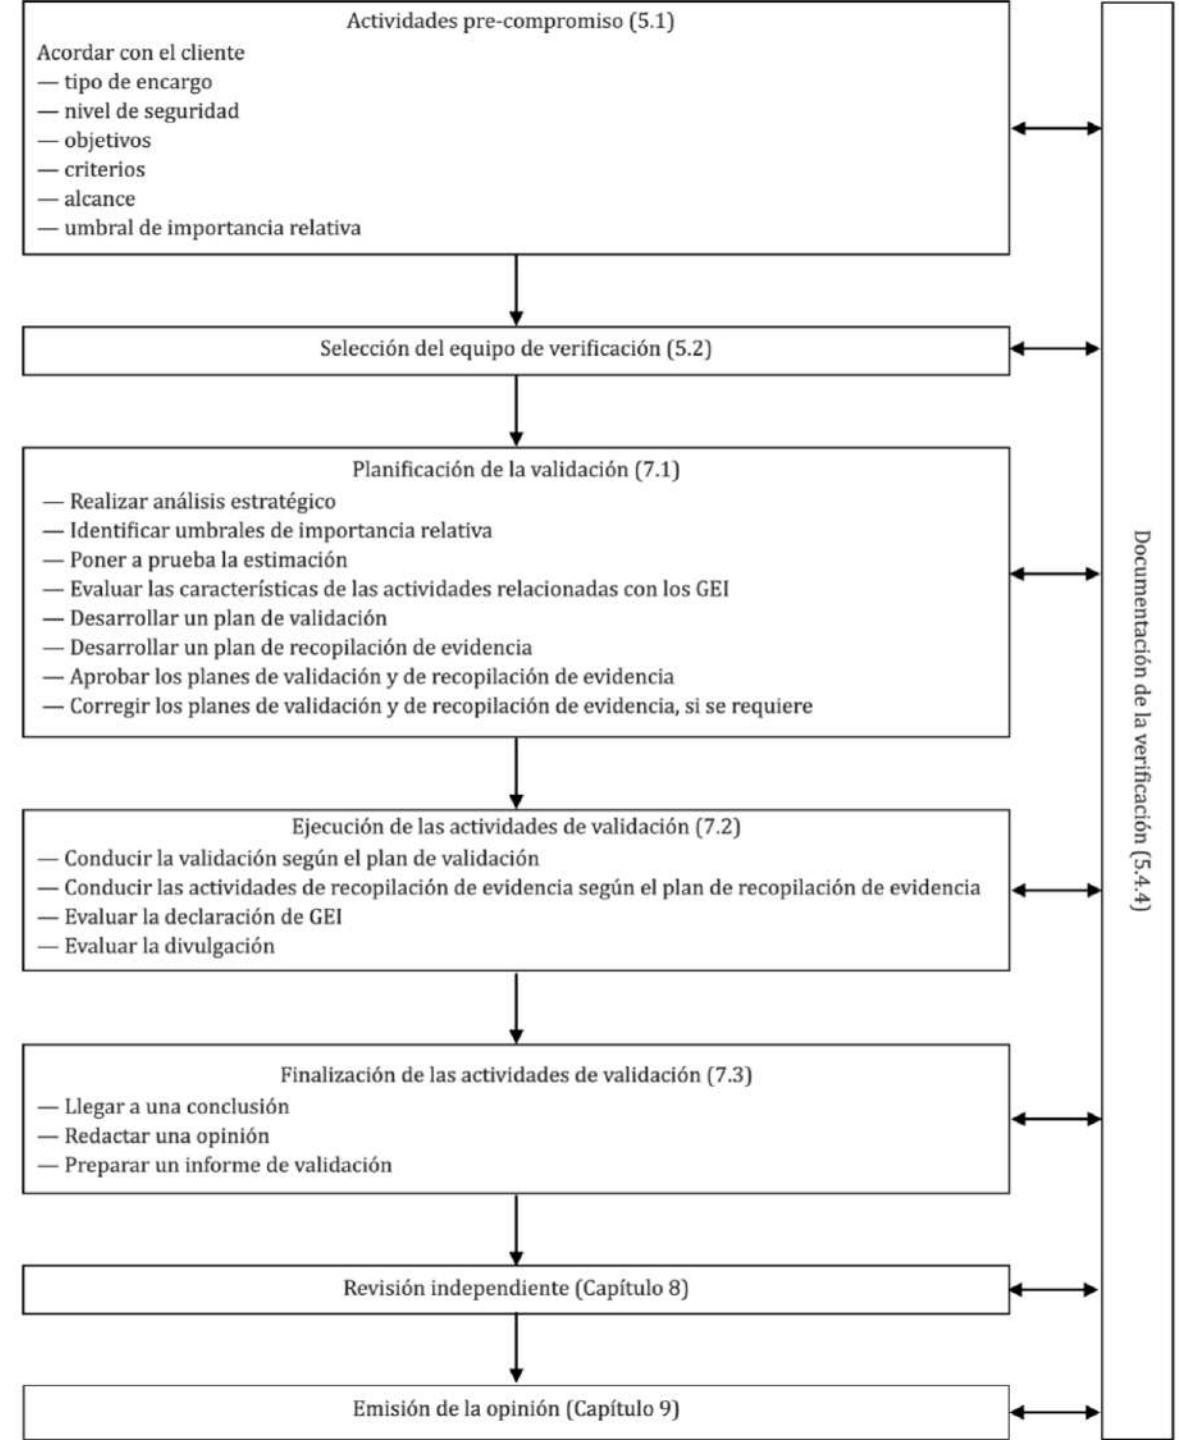 Actividades pre-compromiso (5.1)
Acordar con el cliente
— tipo de encargo
— nivel de seguridad
— objetivos
— criterios
— alcance
— umbral de importancia relativa
Selección del equipo de verificación (5.2)
Planificación de la validación (7.1)
— Realizar análisis estratégico
— Identificar umbrales de importancia relativa
— Poner a prueba la estimación
— Evaluar las características de las actividades relacionadas con los GEI
— Desarrollar un plan de validación
— Desarrollar un plan de recopilación de evidencia
— Aprobar los planes de validación y de recopilación de evidencia
— Corregir los planes de validación y de recopilación de evidencia, si se requiere
Ejecución de las actividades de validación (7.2)
— Conducir la validación según el plan de validación
— Conducir las actividades de recopilación de evidencia según el plan de recopilación de evidencia
— Evaluar la declaración de GEI
— Evaluar la divulgación
Finalización de las actividades de validación (7.3)
— Llegar a una conclusión
— Redactar una opinión
— Preparar un informe de validación
Revisión independiente (Capítulo 8)
Emisión de la opinión (Capítulo 9)
Documentación de la verificación (5.4.4)